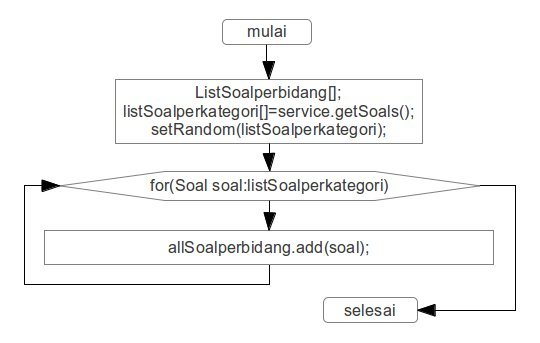 mulai
ListSoalperbidang[];
listSoalperkategori[]=service.getSoals();
setRandom(listSoalperkategori);
for(Soal soal:listSoalperkategori)
allSoalperbidang.add(soal);
selesai